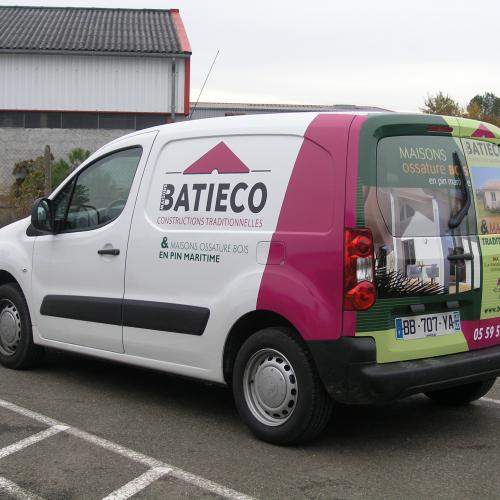 BATIECO
CONSTRUCTIONS TRADITIONNELLES
& MAISONS OSSATURE BOIS
EN PIN MARITIME
MAISONS
ossature BOIS
en pin maritime
BB-707-YA
05 59 5